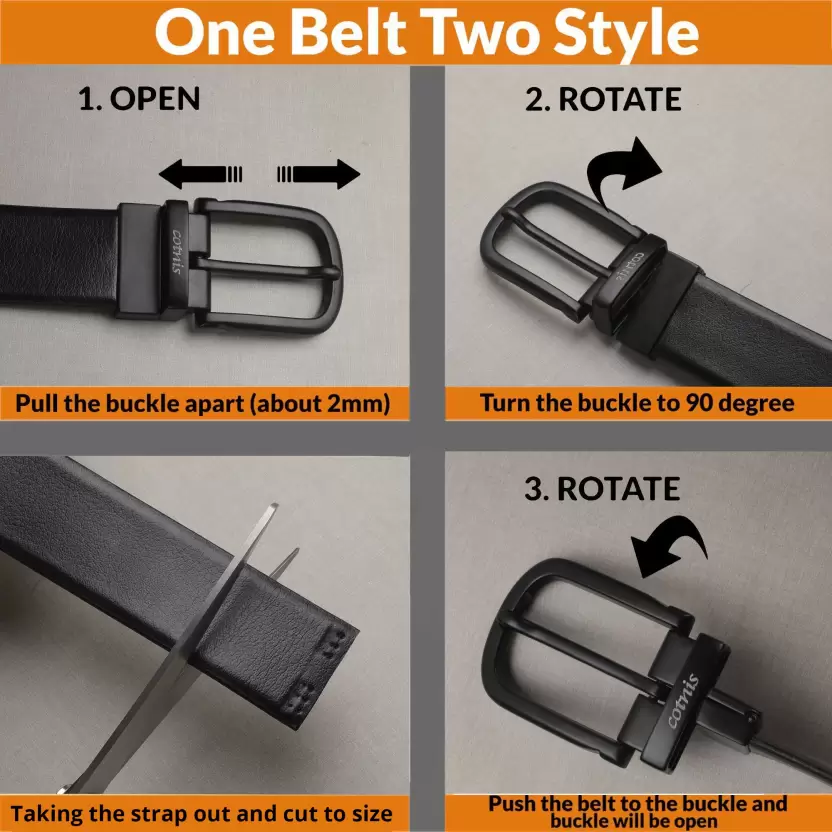 One Belt Two Style
1. OPEN
cotnis
Pull the buckle apart (about 2mm)
2. ROTATE
cotnis
Turn the buckle to 90 degree
Taking the strap out and cut to size
3. ROTATE
cotnis
Push the belt to the buckle and
buckle will be open